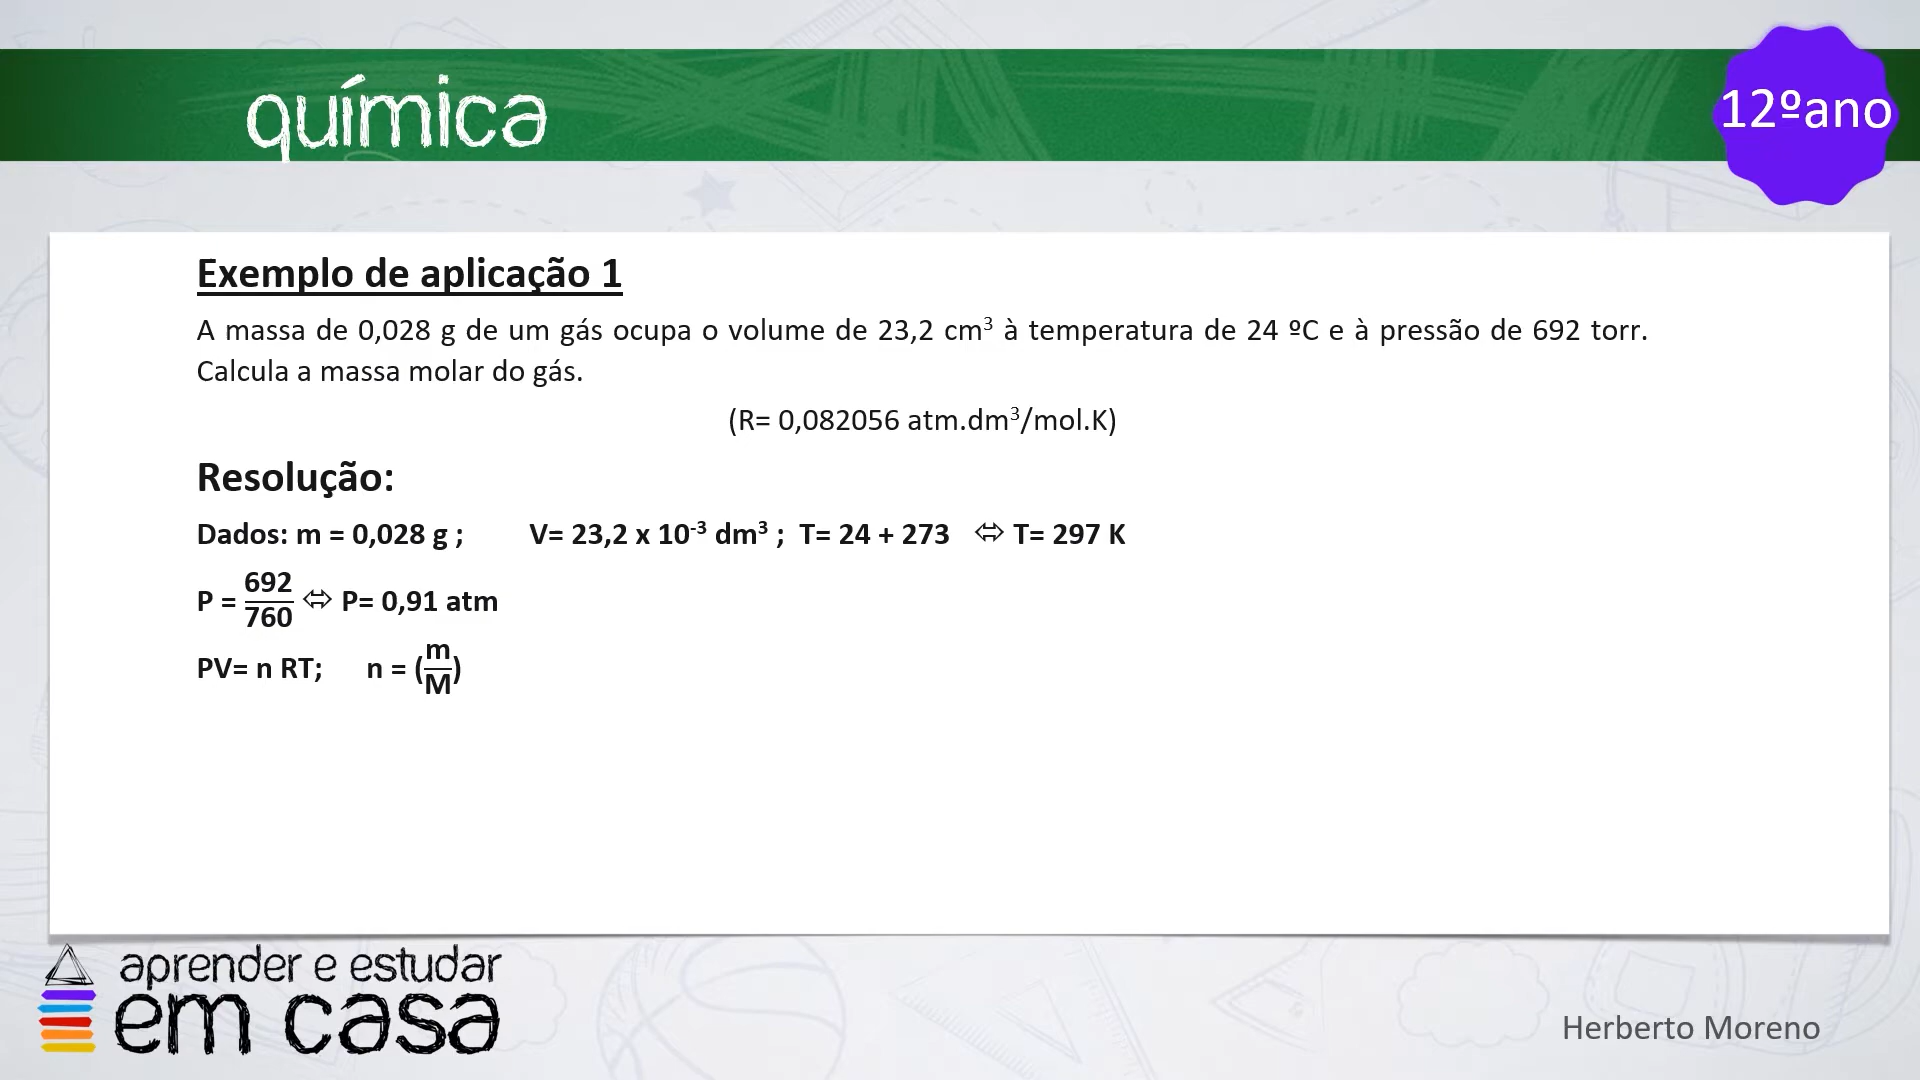 química
12ºano
Exemplo de aplicação 1
A massa de 0,028 g de um gás ocupa o volume de 23,2 cm³ à temperatura de 24 ºC e à pressão de 692 torr.
Calcula a massa molar do gás.
(R= 0,082056 atm.dm³/mol.K)
Resolução:
Dados: m = 0,028 g ; V= 23,2 x 10⁻³ dm³ ; T= 24 + 273 ⬄ T= 297 K
P = 692/760 ⬄ P= 0,91 atm
PV= n RT; n = (m/M)
aprender e estudar
em casa
Herberto Moreno